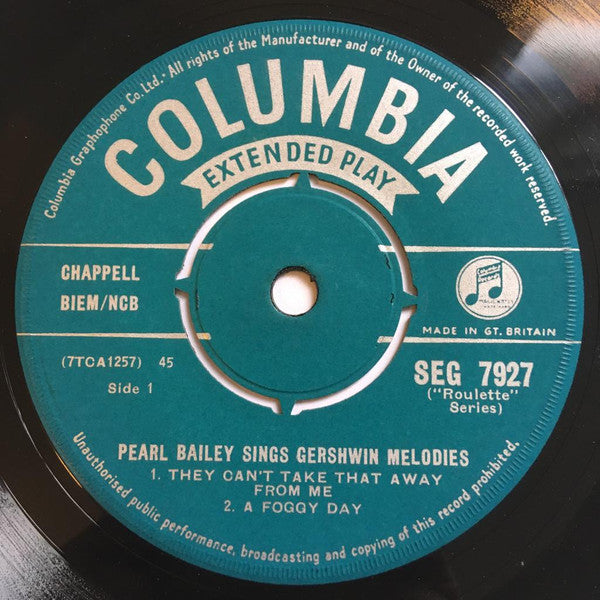 Columbia Graphophone Co. Ltd. • All rights of the Manufacturer and of the Owner of the recorded work reserved.
COLUMBIA
EXTENDED PLAY
CHAPPELL
BIEM/NCB
MADE IN GT. BRITAIN
(7TCA1257) 45
Side 1
SEG 7927
("Roulette"
Series)
PEARL BAILEY SINGS GERSHWIN MELODIES
1. THEY CAN'T TAKE THAT AWAY
FROM ME
2. A FOGGY DAY
Unauthorised public performance, broadcasting and copying of this record prohibited.